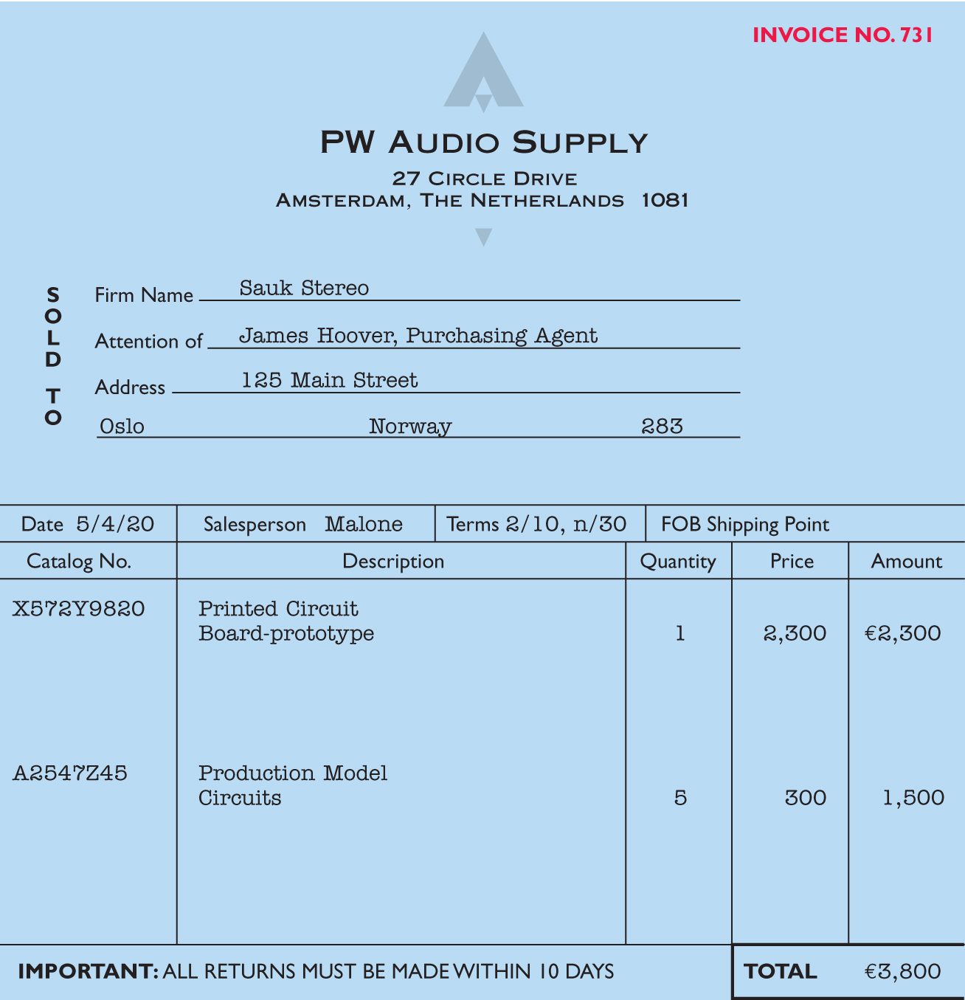 INVOICE NO. 731
PW AUDIO SUPPLY
27 CIRCLE DRIVE
AMSTERDAM, THE NETHERLANDS 1081
SOLD TO
Firm Name Sauk Stereo
Attention of James Hoover, Purchasing Agent
Address 125 Main Street
Oslo Norway 283
Date 5/4/20 Salesperson Malone Terms 2/10, n/30 FOB Shipping Point
Catalog No. Description Quantity Price Amount
X572Y9820 Printed Circuit
Board-prototype 1 2,300 €2,300
A2547Z45 Production Model
Circuits 5 300 1,500
IMPORTANT: ALL RETURNS MUST BE MADE WITHIN 10 DAYS TOTAL €3,800